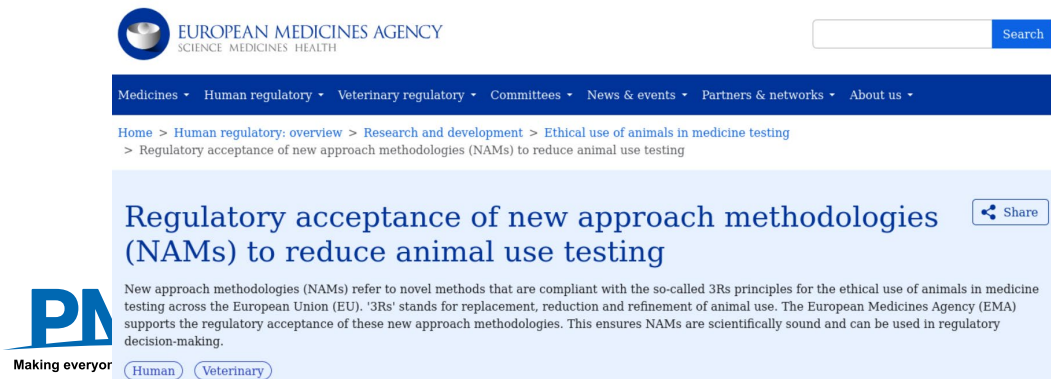 EUROPEAN MEDICINES AGENCY
SCIENCE MEDICINES HEALTH
Search
Medicines Human regulatory Veterinary regulatory Committees News & events Partners & networks About us
Home > Human regulatory: overview > Research and development > Ethical use of animals in medicine testing
> Regulatory acceptance of new approach methodologies (NAMs) to reduce animal use testing
Regulatory acceptance of new approach methodologies
(NAMs) to reduce animal use testing
Share
New approach methodologies (NAMs) refer to novel methods that are compliant with the so-called 3Rs principles for the ethical use of animals in medicine
testing across the European Union (EU). '3Rs' stands for replacement, reduction and refinement of animal use. The European Medicines Agency (EMA)
supports the regulatory acceptance of these new approach methodologies. This ensures NAMs are scientifically sound and can be used in regulatory
decision-making.
Human Veterinary
Making